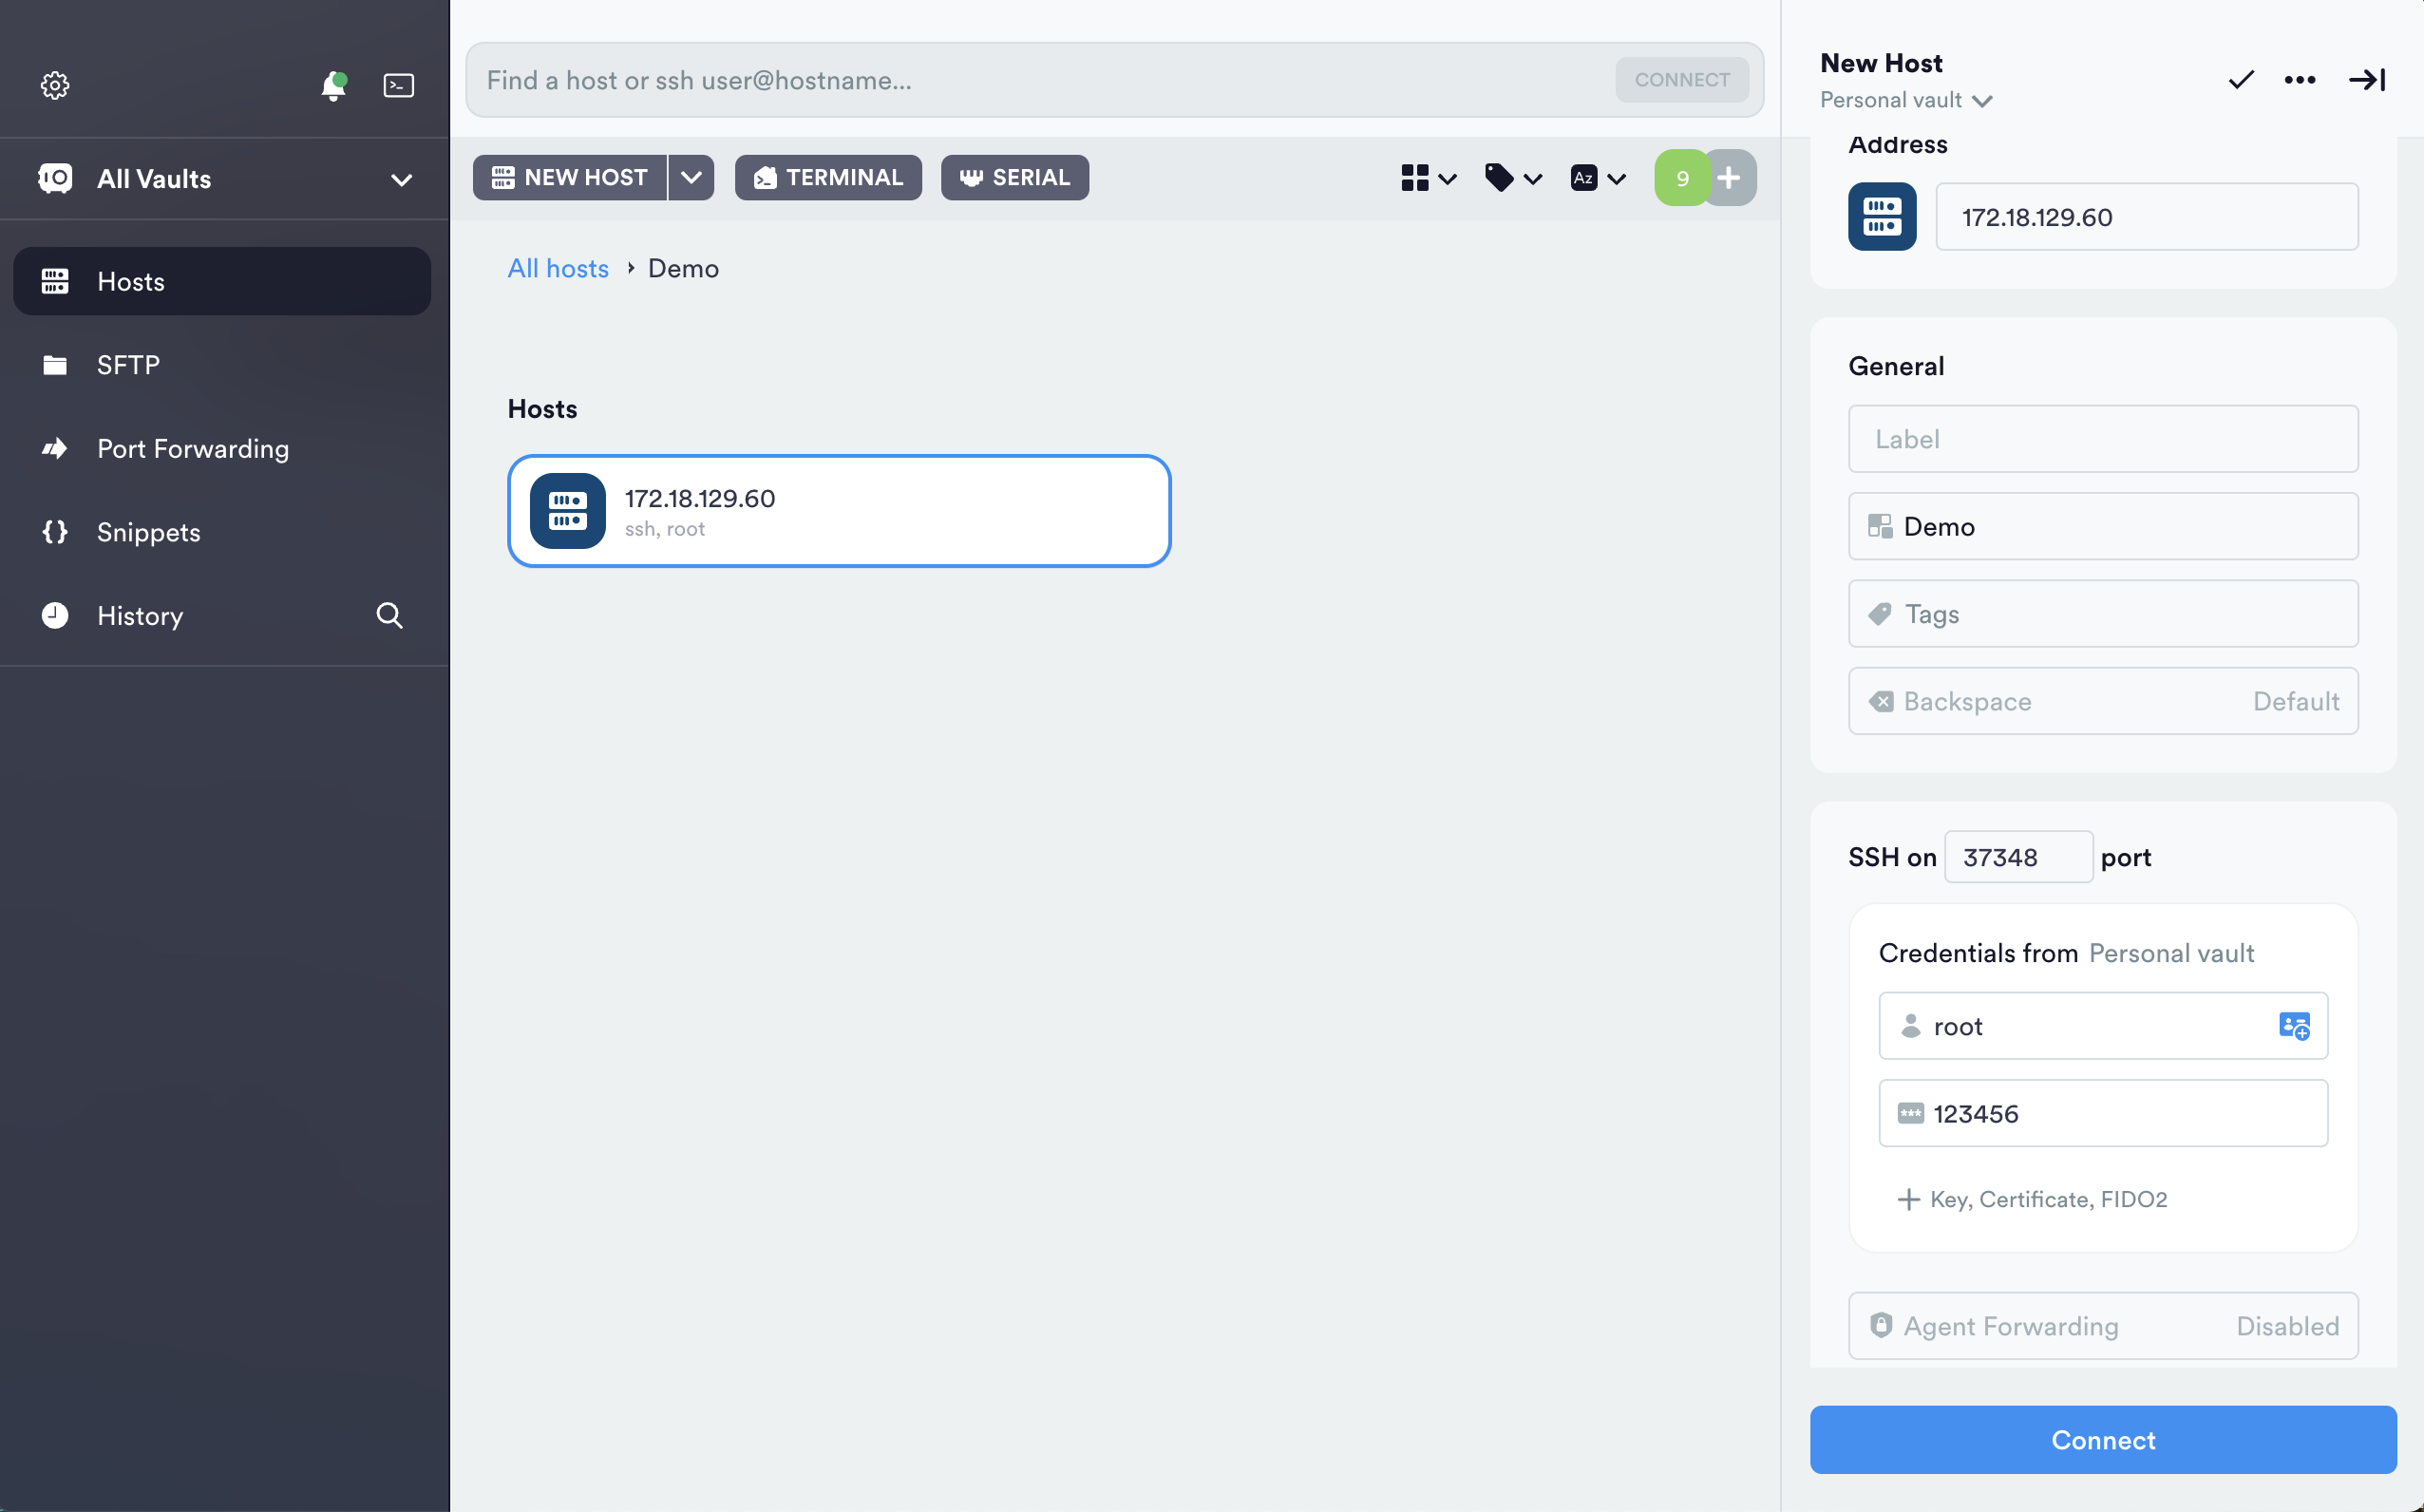 All Vaults
Hosts
SFTP
Port Forwarding
Snippets
History
Find a host or ssh user@hostname...
CONNECT
NEW HOST
TERMINAL
SERIAL
Az
9
All hosts › Demo
Hosts
172.18.129.60
ssh, root
New Host
Personal vault
Address
172.18.129.60
General
Label
Demo
Tags
Backspace Default
SSH on 37348 port
Credentials from Personal vault
root
123456
+ Key, Certificate, FIDO2
Agent Forwarding Disabled
Connect